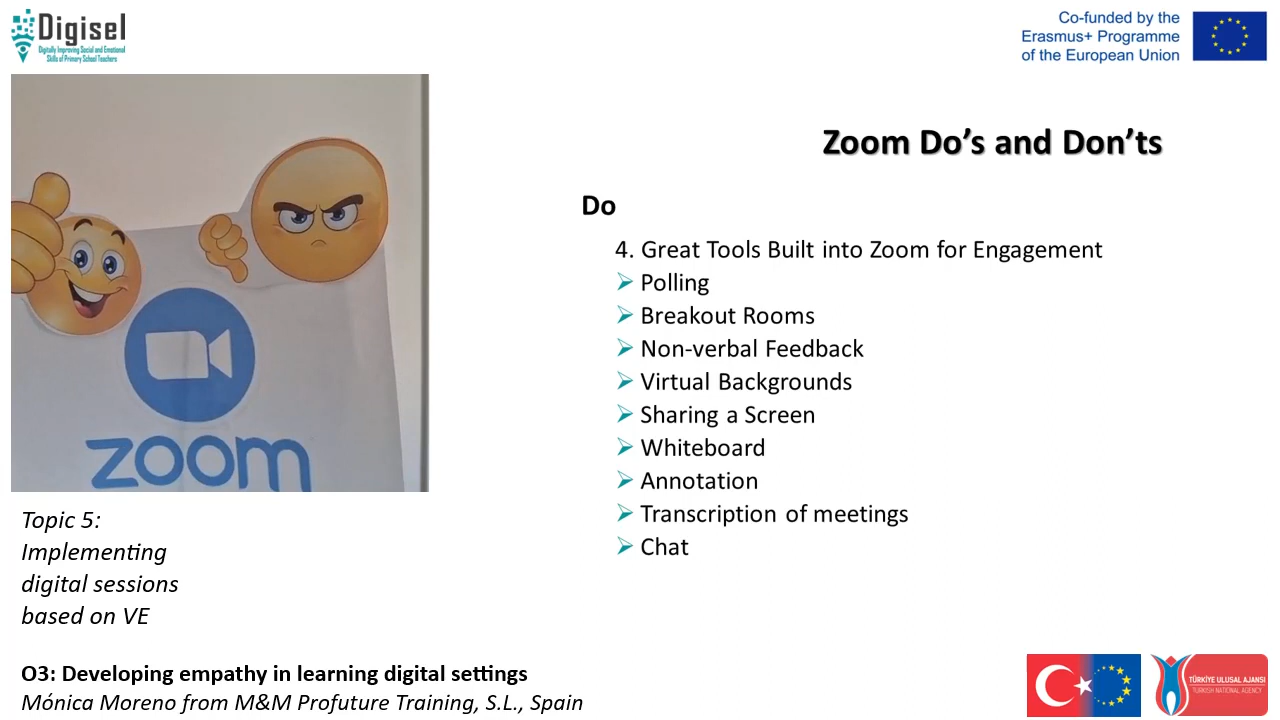 Digisel
Digitally Improving Social and Emotional
Skills of Primary School Teachers
Co-funded by the
Erasmus+ Programme
of the European Union
zoom
Zoom Do’s and Don’ts
Do
4. Great Tools Built into Zoom for Engagement
Polling
Breakout Rooms
Non-verbal Feedback
Virtual Backgrounds
Sharing a Screen
Whiteboard
Annotation
Transcription of meetings
Chat
Topic 5:
Implementing
digital sessions
based on VE
O3: Developing empathy in learning digital settings
Mónica Moreno from M&M Profuture Training, S.L., Spain
TÜRKİYE ULUSAL AJANSI
TURKISH NATIONAL AGENCY